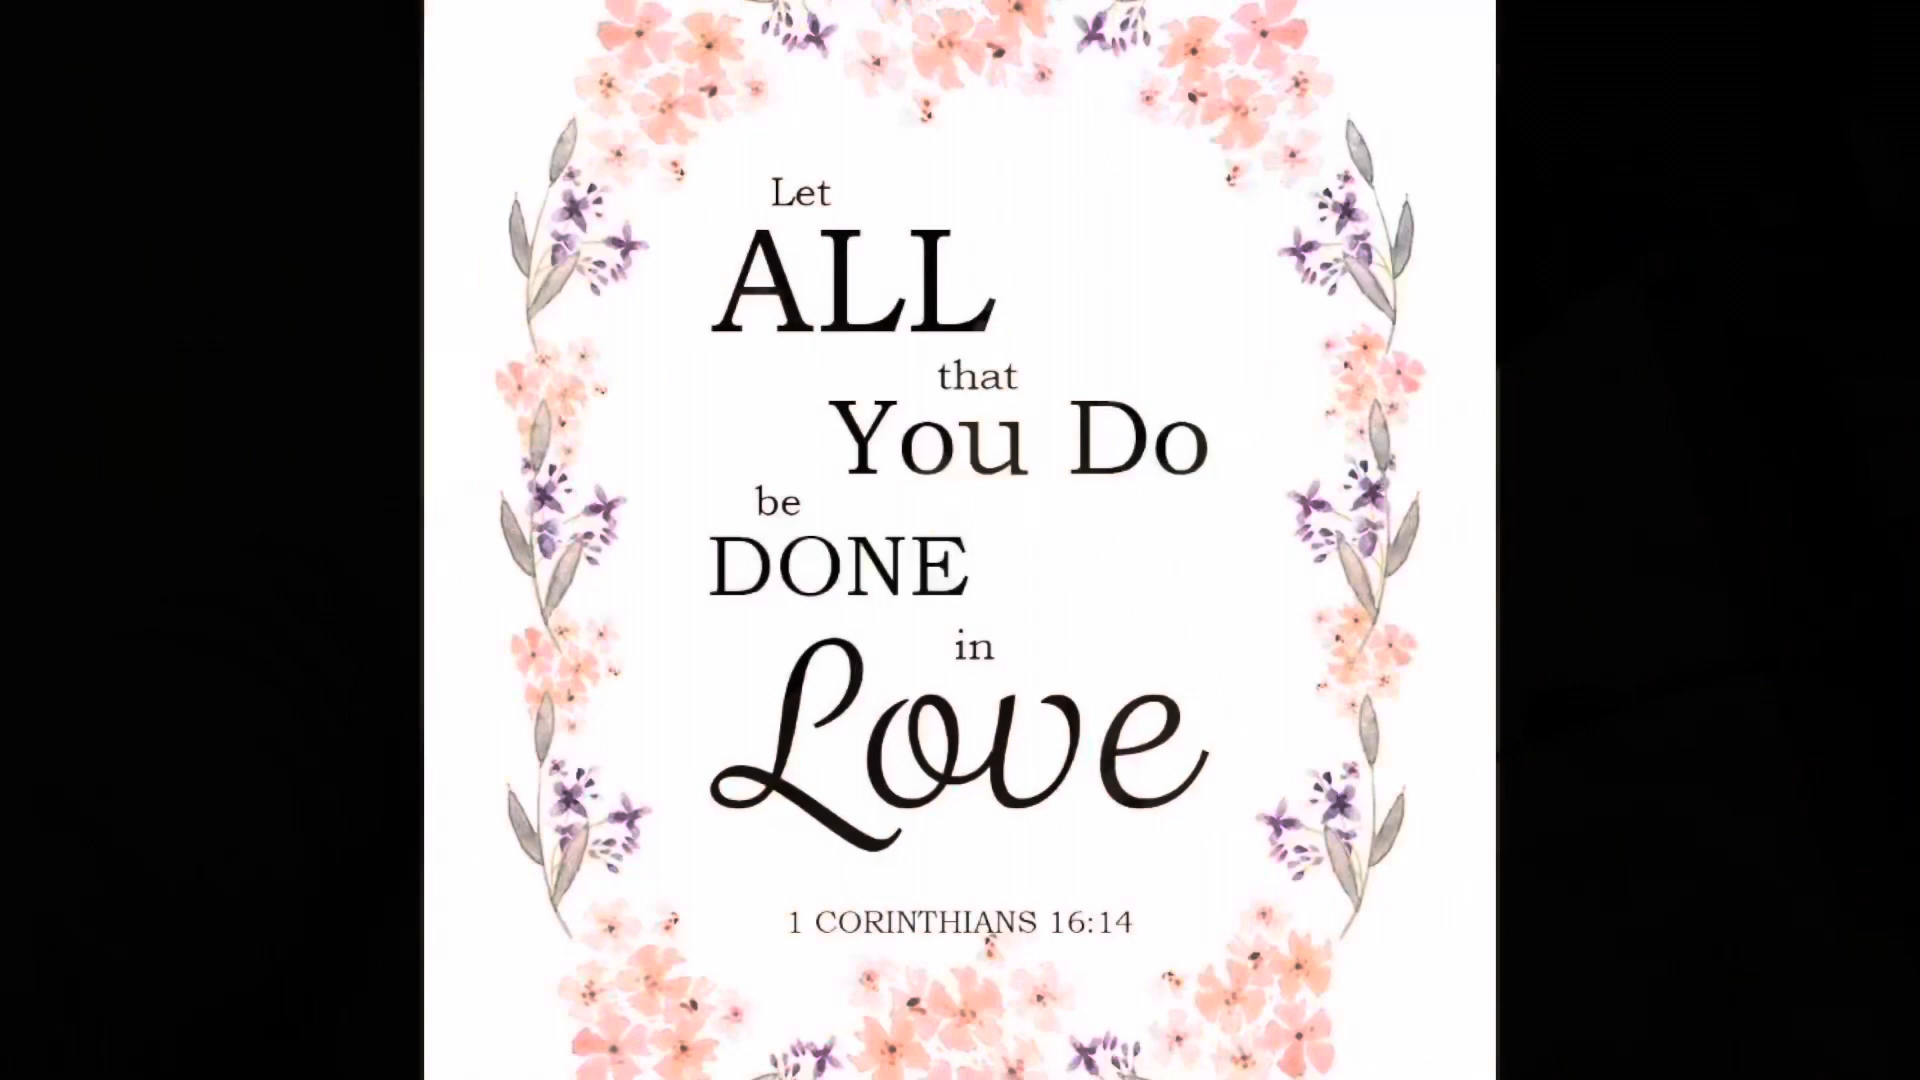 Let
ALL
that
You Do
be
DONE
in
Love
1 CORINTHIANS 16:14